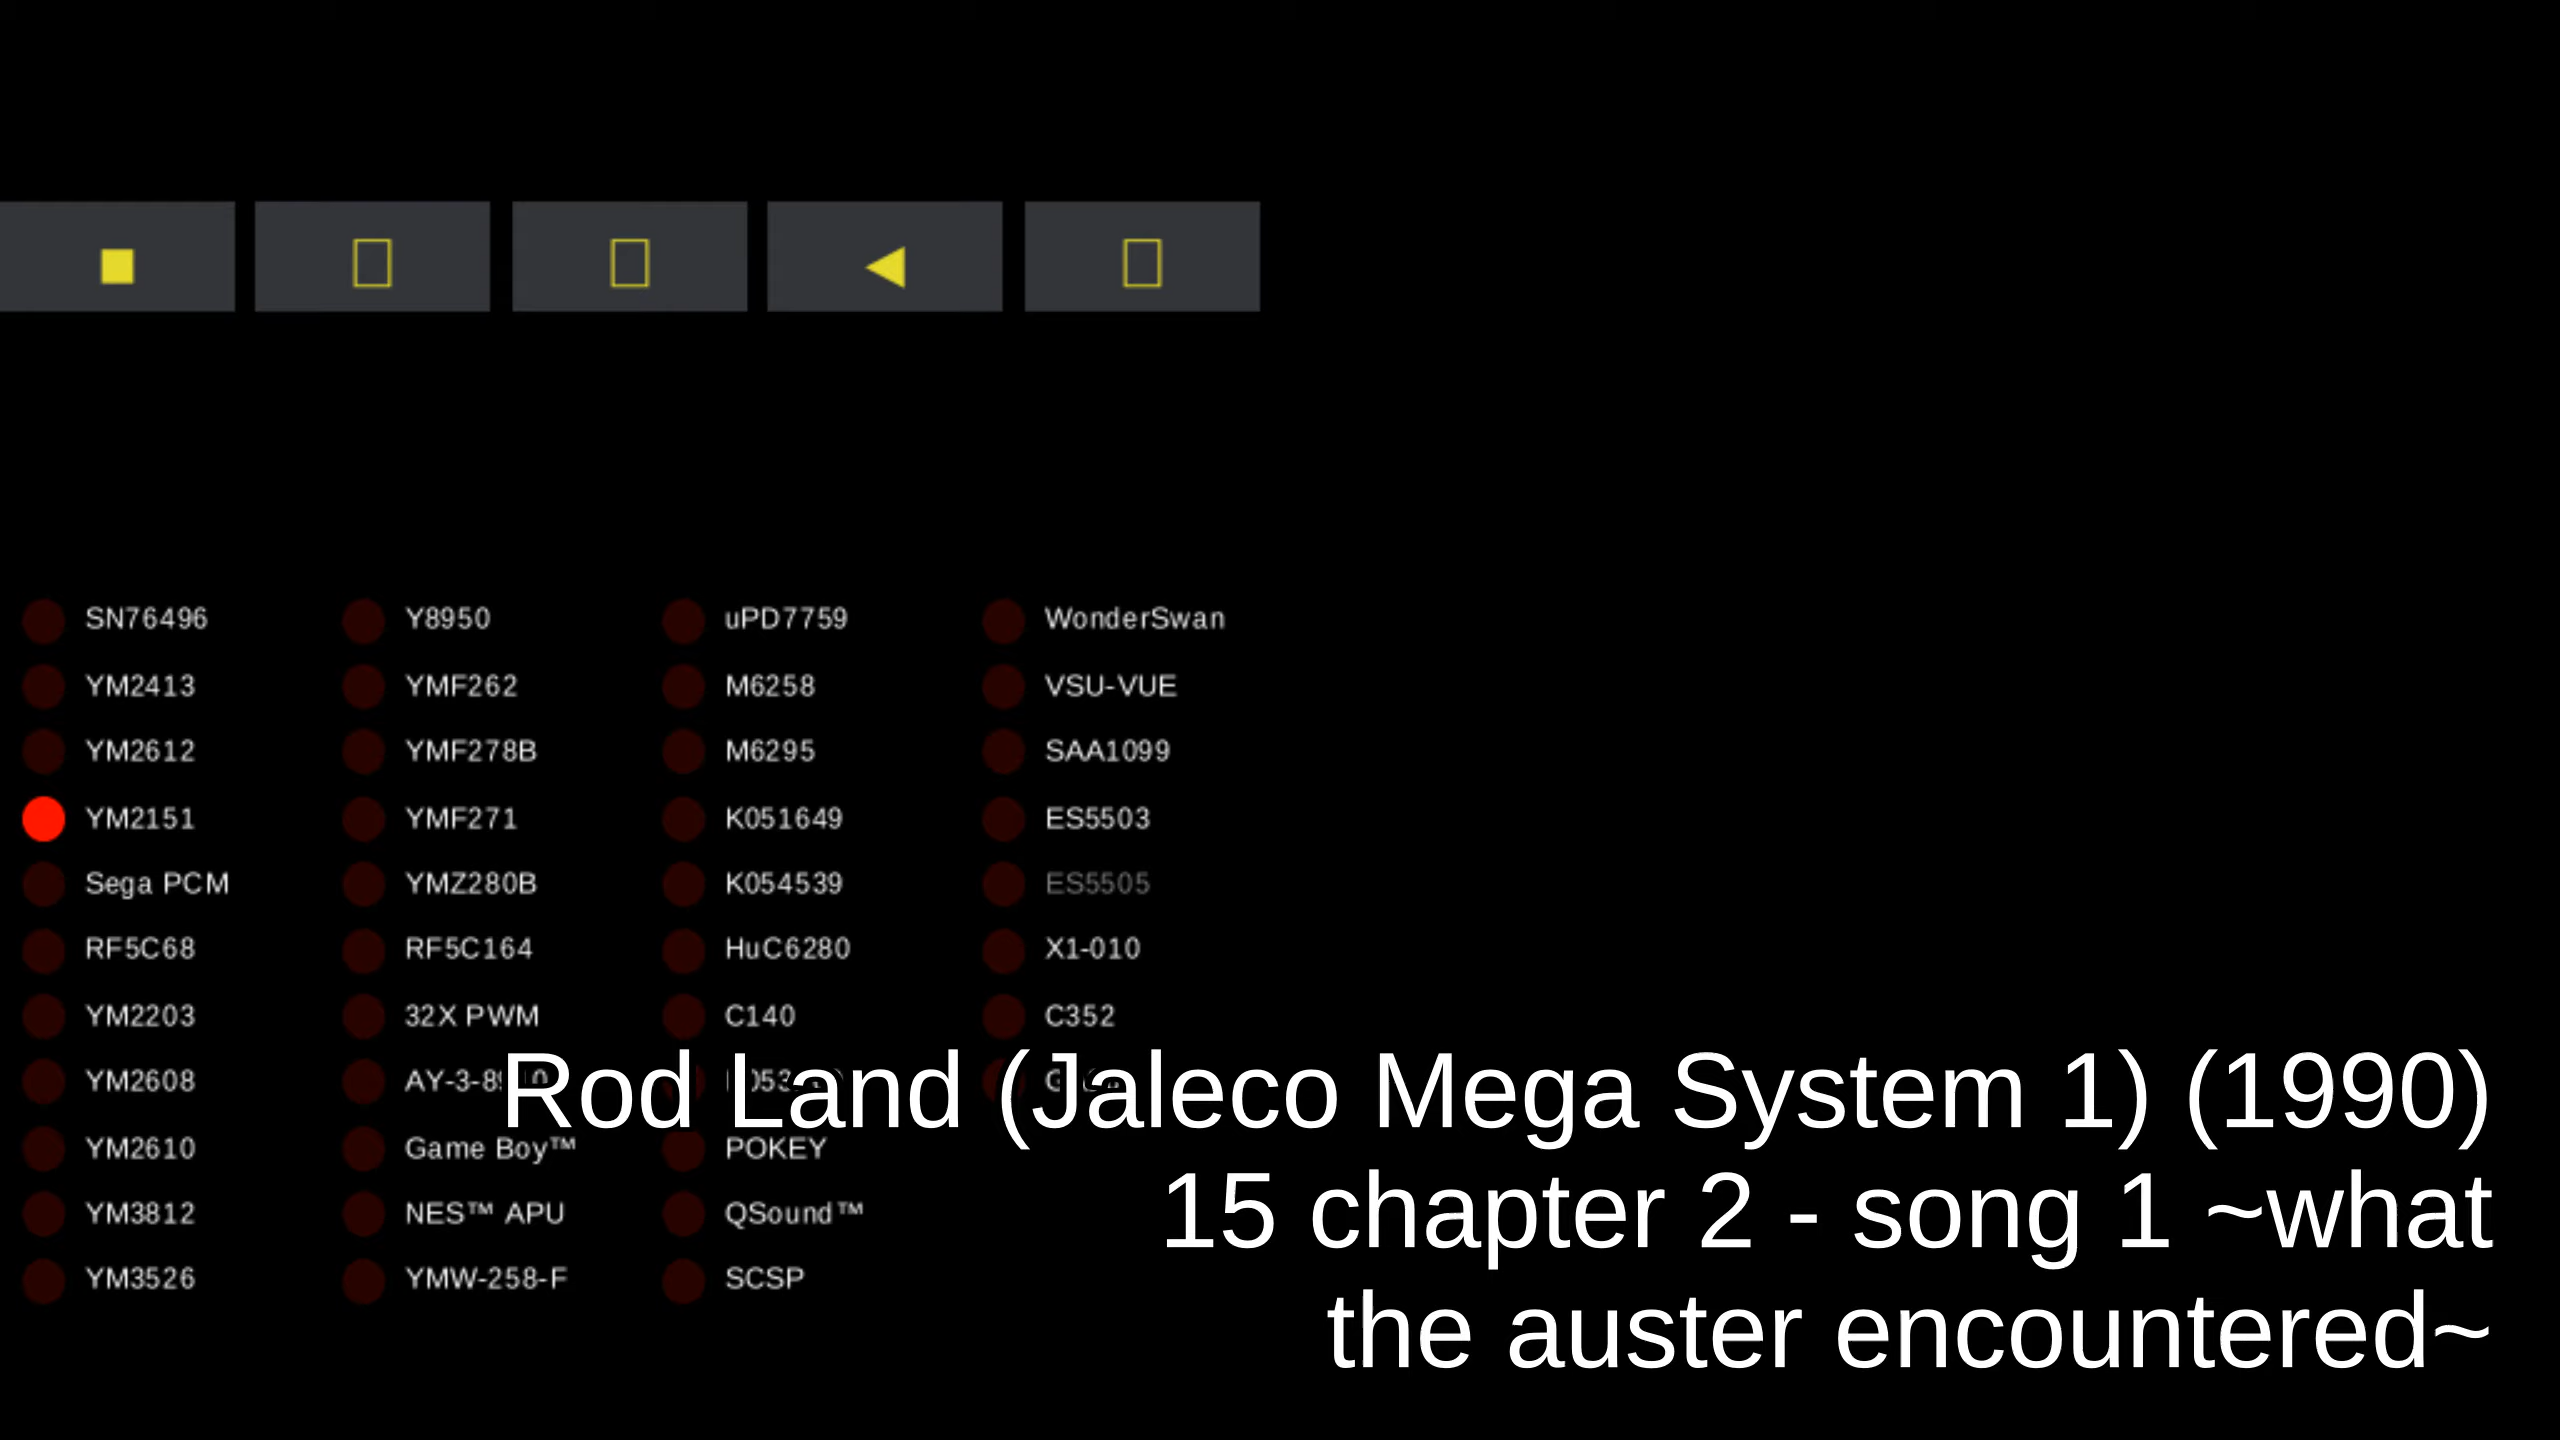 SN76496 Y8950 uPD7759 WonderSwan
YM2413 YMF262 M6258 VSU-VUE
YM2612 YMF278B M6295 SAA1099
YM2151 YMF271 K051649 ES5503
Sega PCM YMZ280B K054539 ES5505
RF5C68 RF5C164 HuC6280 X1-010
YM2203 32X PWM C140 C352
YM2608
YM2610 Game Boy™ POKEY
YM3812 NES™ APU QSound™
YM3526 YMW-258-F SCSP
Rod Land (Jaleco Mega System 1) (1990)
15 chapter 2 - song 1 ~what
the auster encountered~